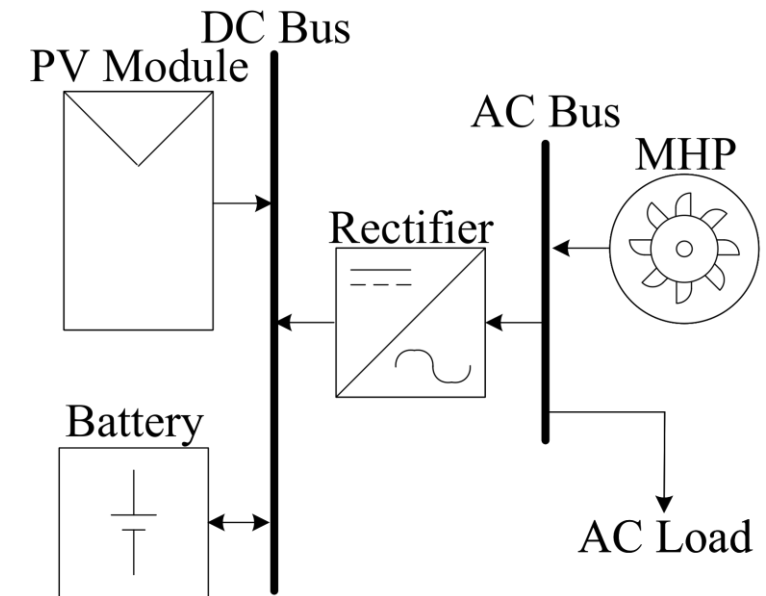 DC Bus
PV Module
AC Bus
MHP
Rectifier
Battery
AC Load